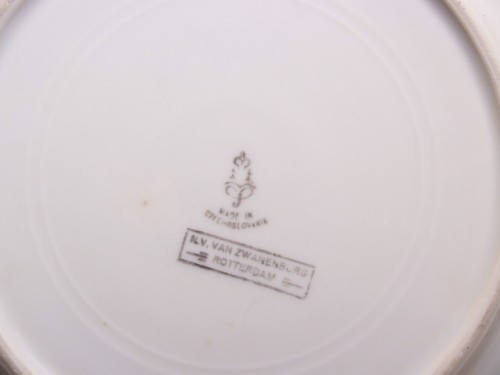 MADE IN
CZECHOSLOVAKIA
N.V. VAN ZWANENBURG
ROTTERDAM